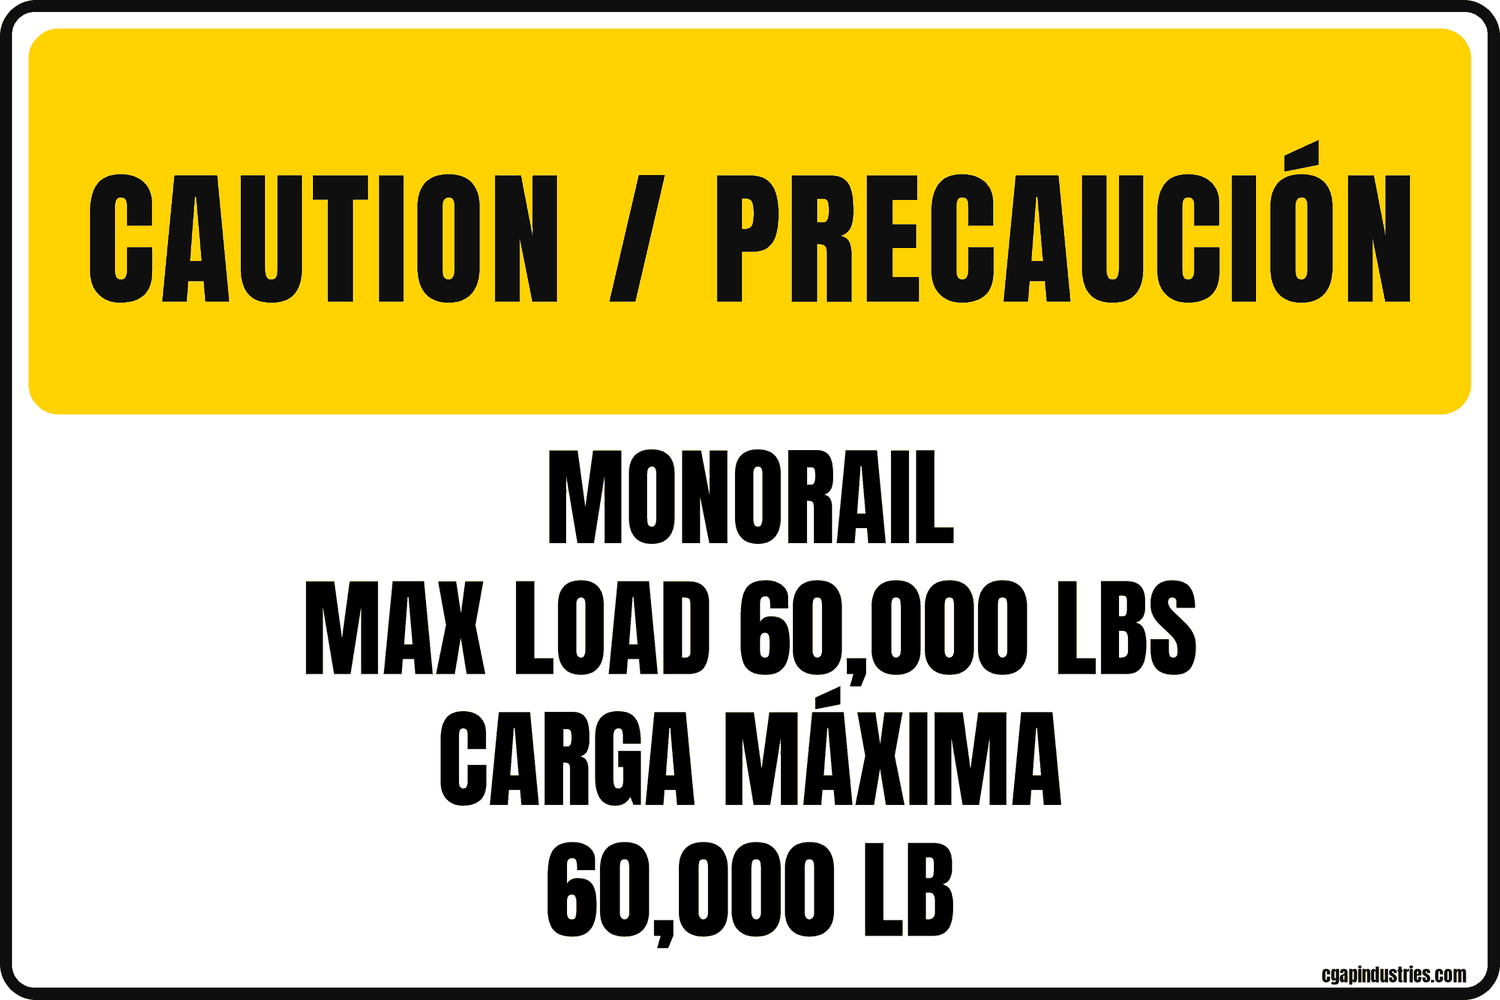 CAUTION / PRECAUCIÓN
MONORAIL
MAX LOAD 60,000 LBS
CARGA MÁXIMA
60,000 LB
cgapindustries.com